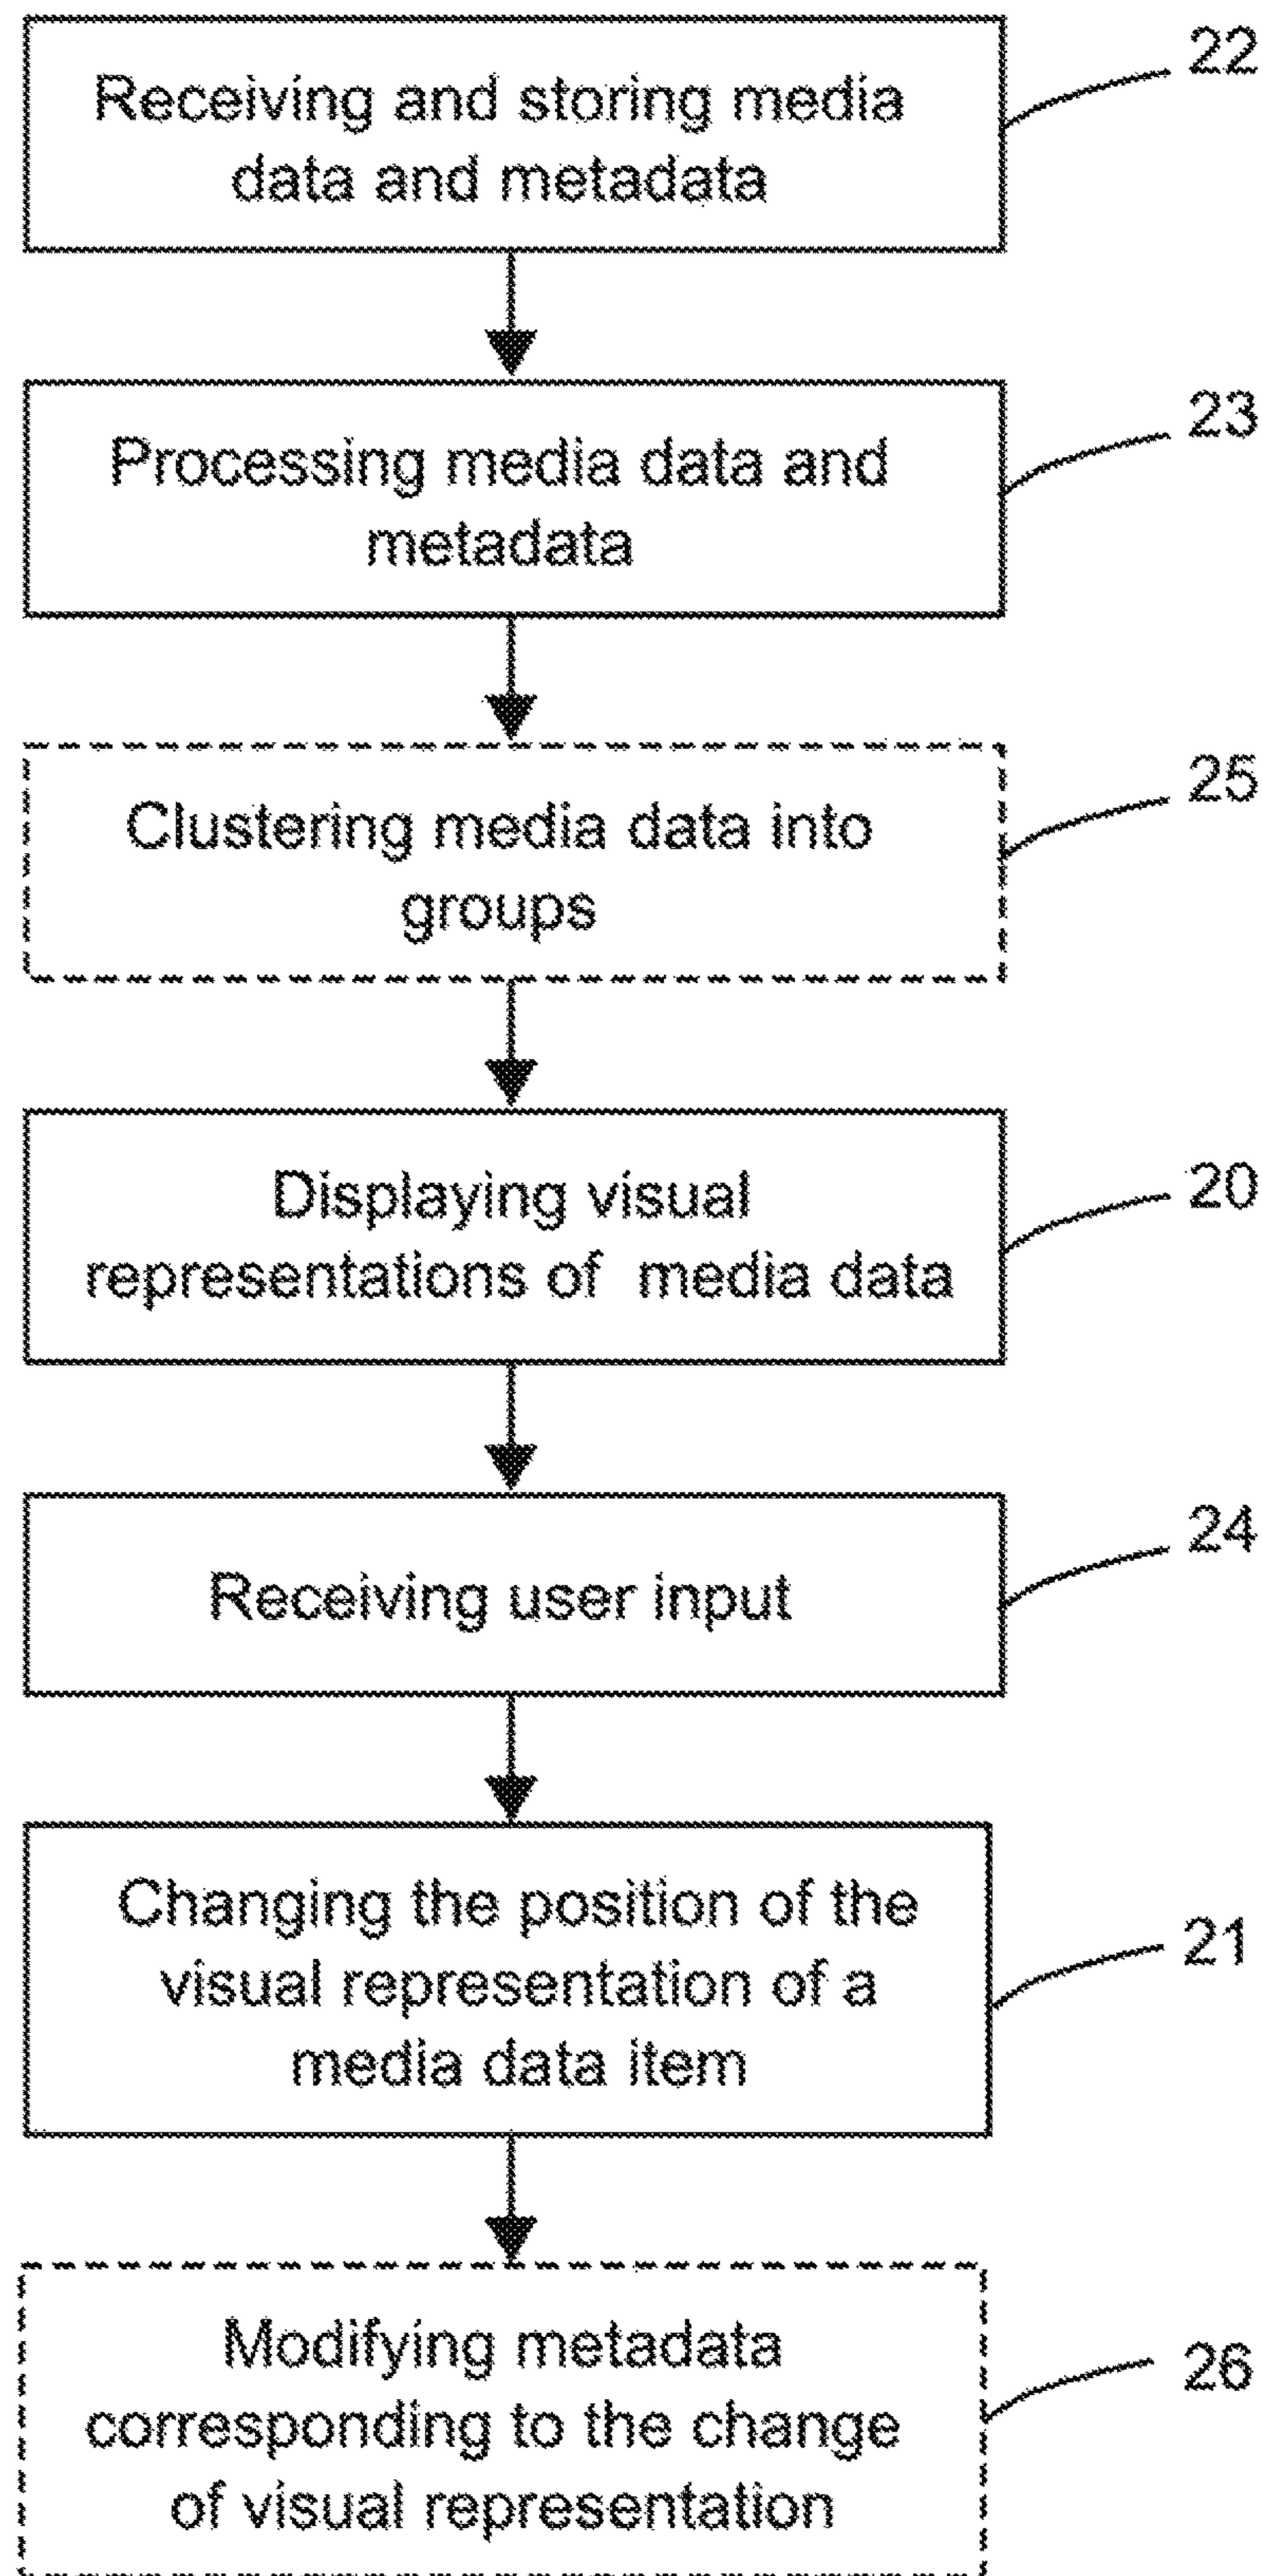 22
Receiving and storing media
data and metadata
23
Processing media data and
metadata
25
Clustering media data into
groups
20
Displaying visual
representations of media data
24
Receiving user input
21
Changing the position of the
visual representation of a
media data item
26
Modifying metadata
corresponding to the change
of visual representation